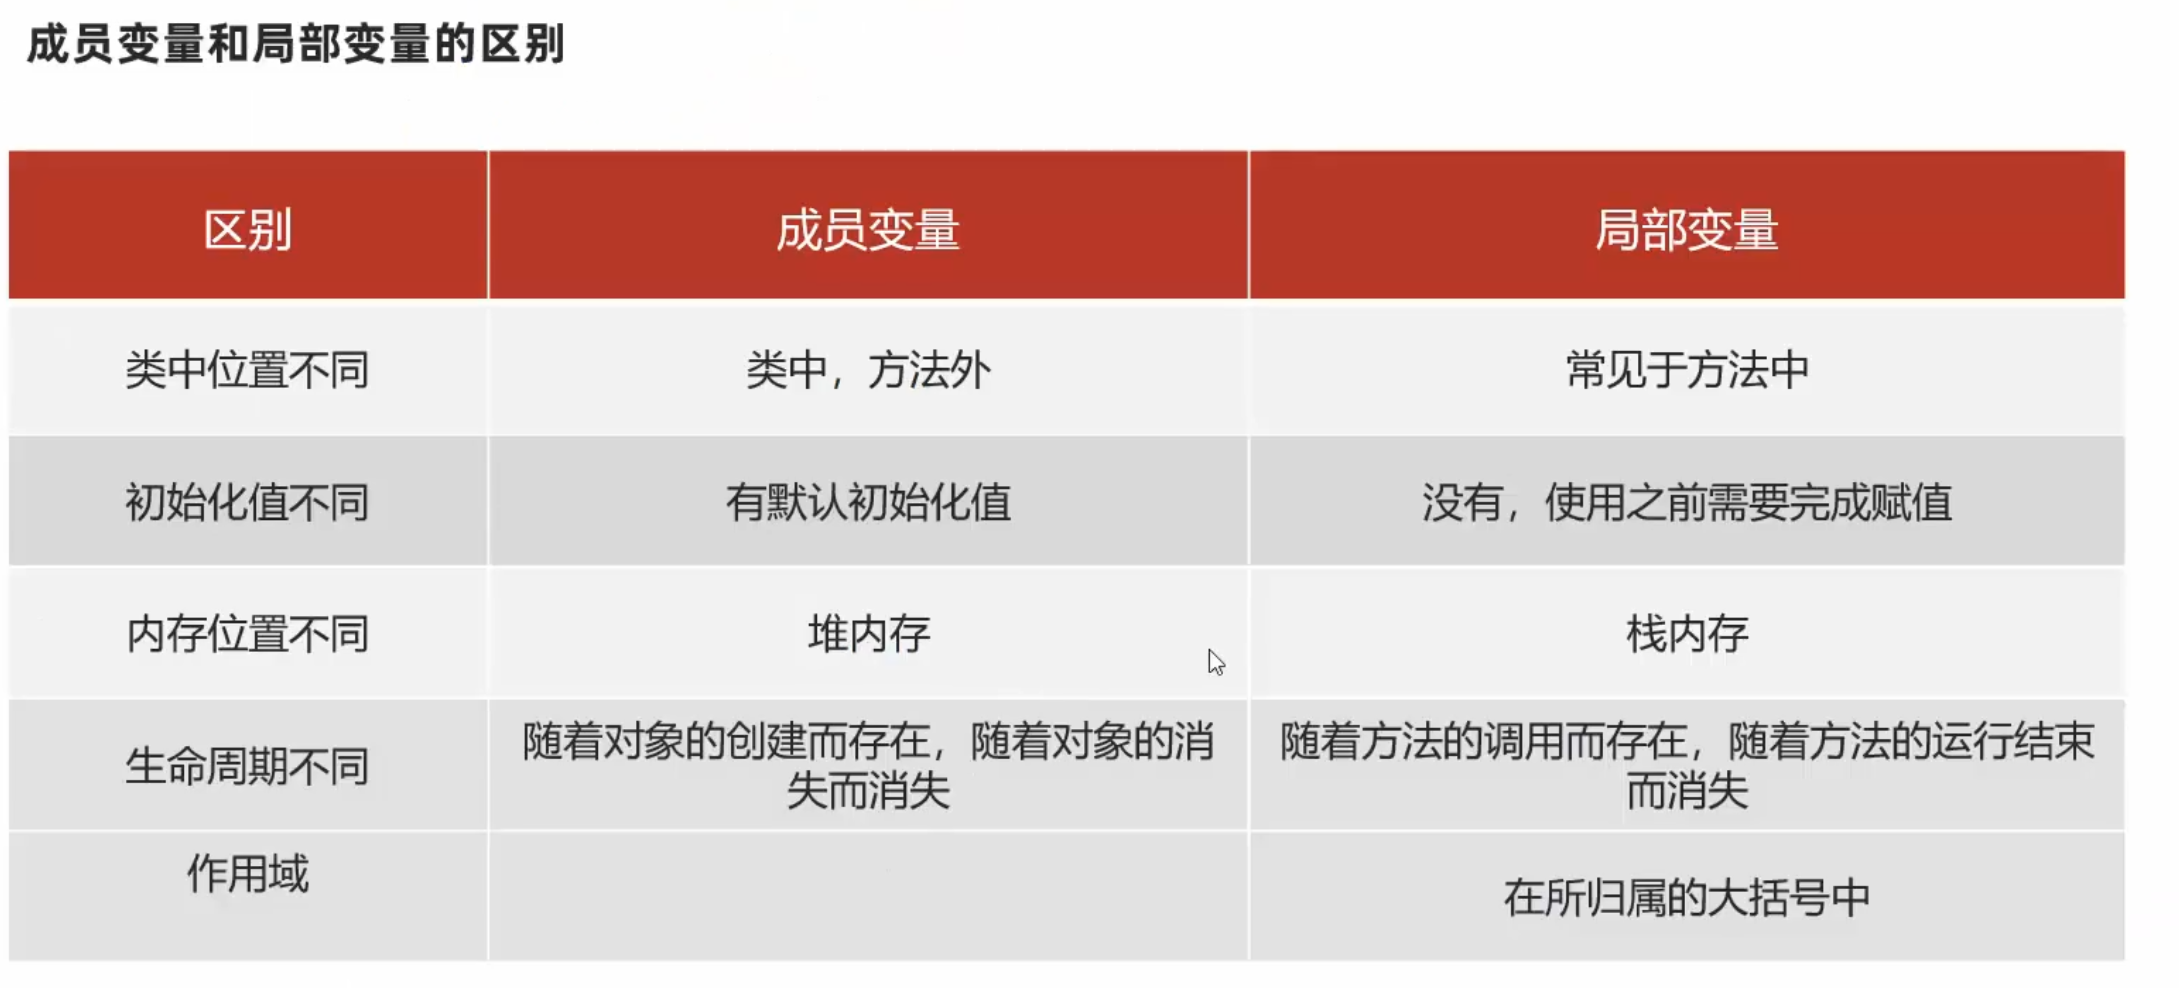 成员变量和局部变量的区别
区别 成员变量 局部变量
类中位置不同 类中，方法外 常见于方法中
初始化值不同 有默认初始化值 没有，使用之前需要完成赋值
内存位置不同 堆内存 栈内存
生命周期不同 随着对象的创建而存在，随着对象的消 随着方法的调用而存在，随着方法的运行结束
失而消失 而消失
作用域 在所归属的大括号中